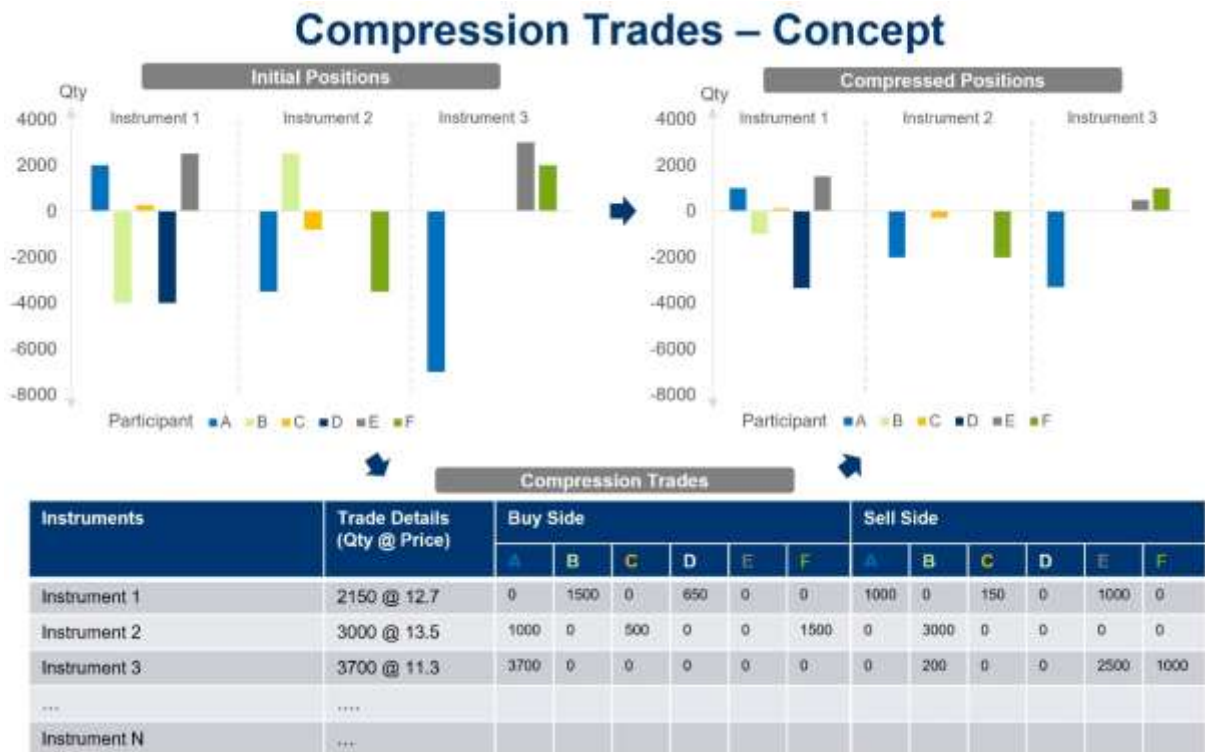 Compression Trades – Concept
Initial Positions
Qty
Instrument 1 Instrument 2 Instrument 3
4000
2000
0
-2000
-4000
-6000
-8000
Participant A B C D E F
Compressed Positions
Qty
Instrument 1 Instrument 2 Instrument 3
4000
2000
0
-2000
-4000
-6000
-8000
Participant A B C D E F
Compression Trades
Instruments Trade Details (Qty @ Price) Buy Side Sell Side
A B C D E F A B C D E F
Instrument 1 2150 @ 12.7 0 1500 0 650 0 0 1000 0 150 0 1000 0
Instrument 2 3000 @ 13.5 1000 0 500 0 0 1500 0 3000 0 0 0 0
Instrument 3 3700 @ 11.3 3700 0 0 0 0 0 0 200 0 0 2500 1000
... ....
Instrument N ...